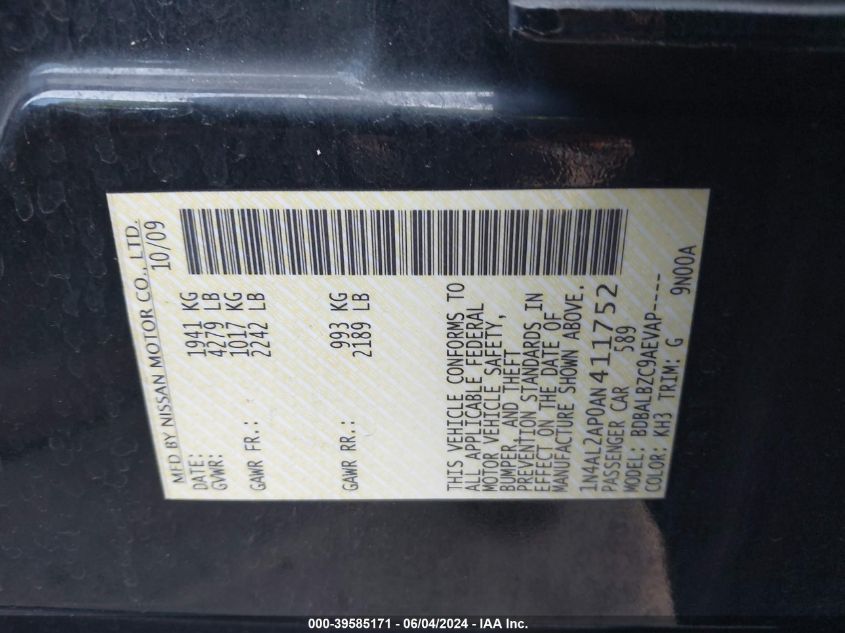 MFD BY NISSAN MOTOR CO., LTD.
DATE: 10/09
GVWR: 1941 KG
4279 LB
GAWR FR.: 1017 KG
2242 LB
GAWR RR.: 993 KG
2189 LB
THIS VEHICLE CONFORMS TO
ALL APPLICABLE FEDERAL
MOTOR VEHICLE SAFETY,
BUMPER, AND THEFT
PREVENTION STANDARDS IN
EFFECT ON THE DATE OF
MANUFACTURE SHOWN ABOVE.
1N4AL2AP0AN411752
PASSENGER CAR 589
MODEL: BDBALBZC9AEVAP-----
COLOR: KH3 TRIM: G 9N00A
000-39585171 - 06/04/2024 - IAA Inc.